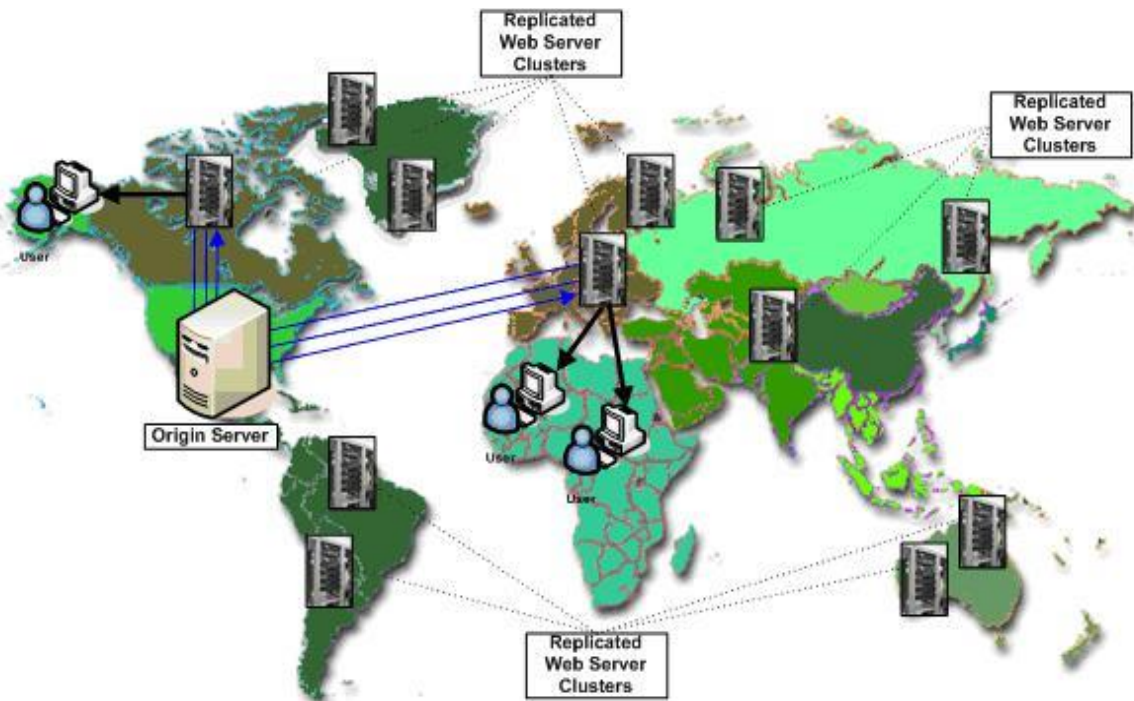 Replicated
Web Server
Clusters
Replicated
Web Server
Clusters
User
Origin Server
User
User
Replicated
Web Server
Clusters